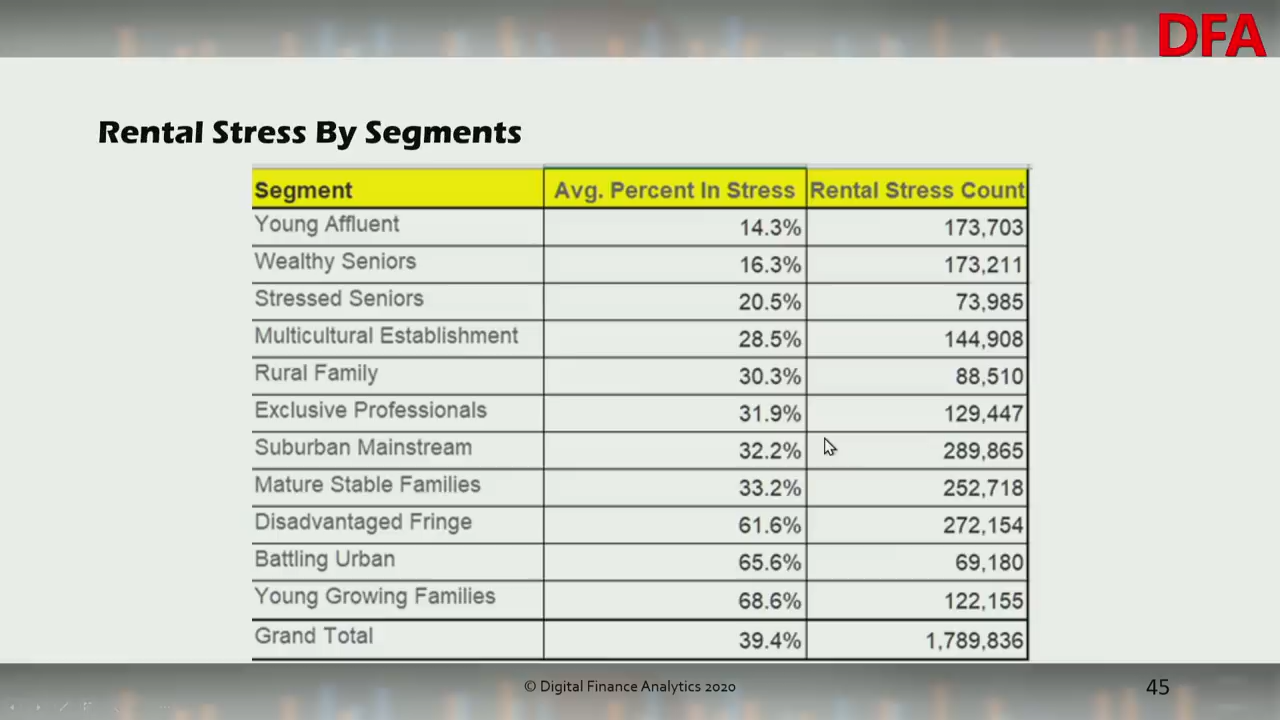 DFA
Rental Stress By Segments
Segment Avg. Percent In Stress Rental Stress Count
Young Affluent 14.3% 173,703
Wealthy Seniors 16.3% 173,211
Stressed Seniors 20.5% 73,985
Multicultural Establishment 28.5% 144,908
Rural Family 30.3% 88,510
Exclusive Professionals 31.9% 129,447
Suburban Mainstream 32.2% 289,865
Mature Stable Families 33.2% 252,718
Disadvantaged Fringe 61.6% 272,154
Battling Urban 65.6% 69,180
Young Growing Families 68.6% 122,155
Grand Total 39.4% 1,789,836
© Digital Finance Analytics 2020 45